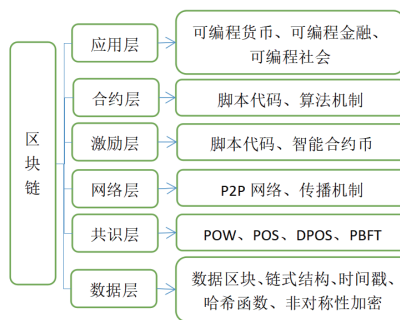 区块链
应用层
可编程货币、可编程金融、
可编程社会
合约层
脚本代码、算法机制
激励层
脚本代码、智能合约币
网络层
P2P 网络、传播机制
共识层
POW、POS、DPOS、PBFT
数据层
数据区块、链式结构、时间戳、
哈希函数、非对称性加密